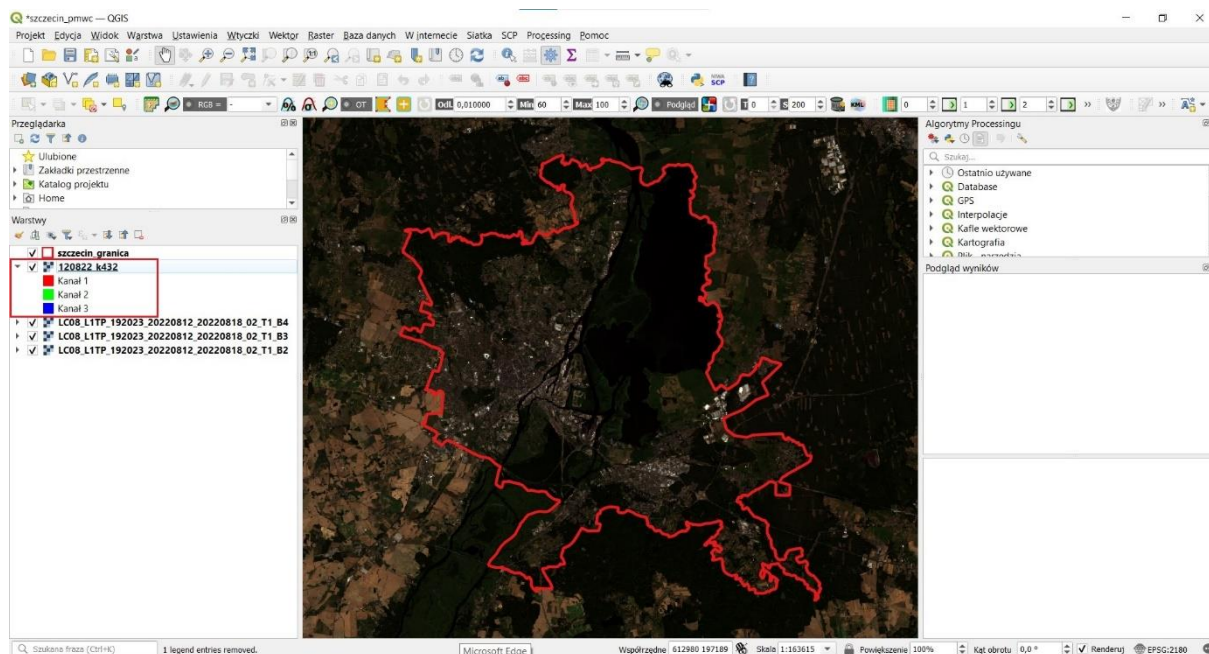 *szczecin_pmwc — QGIS
Projekt Edycja Widok Warstwa Ustawienia Wtyczki Wektor Raster Baza danych W internecie Siatka SCP Processing Pomoc
NIWA
SCP
RGB = - OT Odl. 0,010000 Min 60 Max 100 Podgląd T 0 S 200 KML 0 1 2
Przeglądarka
Ulubione
Zakładki przestrzenne
Katalog projektu
Home
Warstwy
szczecin_granica
120822_k432
Kanał 1
Kanał 2
Kanał 3
LC08_L1TP_192023_20220812_20220818_02_T1_B4
LC08_L1TP_192023_20220812_20220818_02_T1_B3
LC08_L1TP_192023_20220812_20220818_02_T1_B2
Algorytmy Processingu
Szukaj...
Ostatnio używane
Database
GPS
Interpolacje
Kafle wektorowe
Kartografia
Podgląd wyników
Szukana fraza (Ctrl+K) 1 legend entries removed. Microsoft Edge Współrzędne 612980 197189 Skala 1:163615 Powiększenie 100% Kąt obrotu 0,0 ° Renderuj EPSG:2180